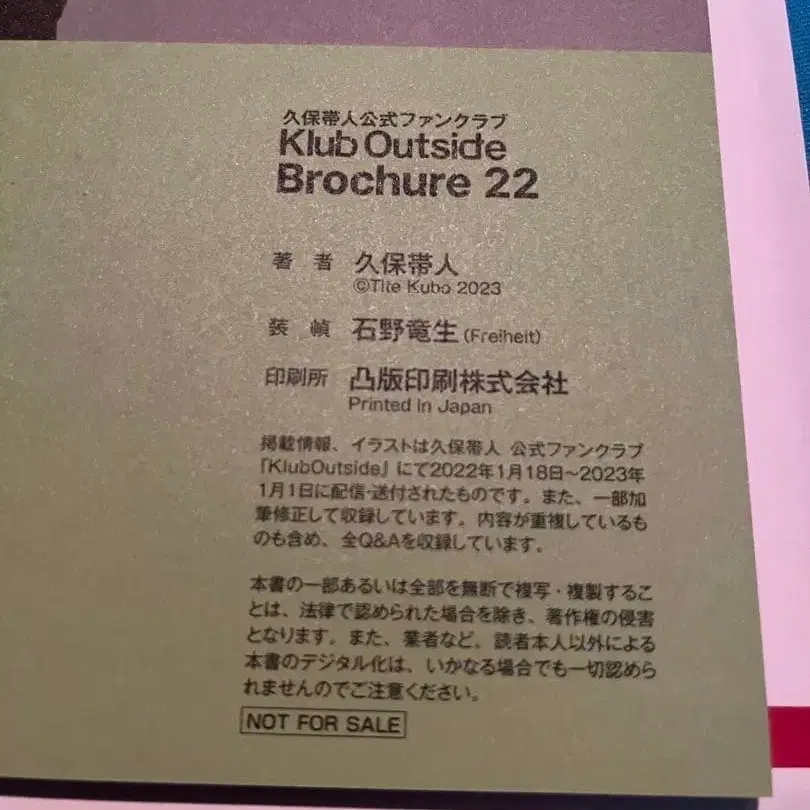 久保帯人公式ファンクラブ
Klub Outside
Brochure 22
著 者 久保帯人
©Tite Kubo 2023
装 幀 石野竜生(Freiheit)
印刷所 凸版印刷株式会社
Printed in Japan
掲載情報、イラストは久保帯人 公式ファンクラブ
『KlubOutside』にて2022年1月18日~2023年
1月1日に配信・送付されたものです。また、一部加
筆修正して収録しています。内容が重複しているも
のも含め、全Q&Aを収録しています。
本書の一部あるいは全部を無断で複写・複製するこ
とは、法律で認められた場合を除き、著作権の侵害
となります。また、業者など、読者本人以外による
本書のデジタル化は、いかなる場合でも一切認めら
れませんのでご注意ください。
NOT FOR SALE